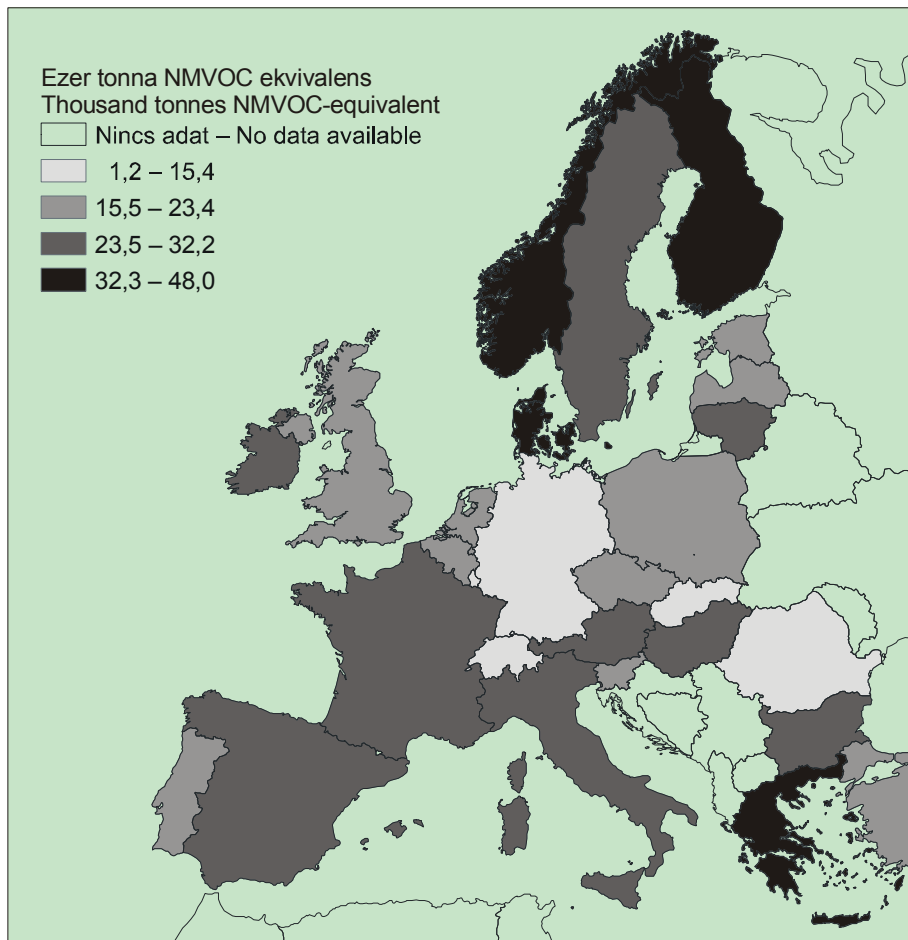 Ezer tonna NMVOC ekvivalens
Thousand tonnes NMVOC-equivalent
Nincs adat – No data available
1,2 – 15,4
15,5 – 23,4
23,5 – 32,2
32,3 – 48,0